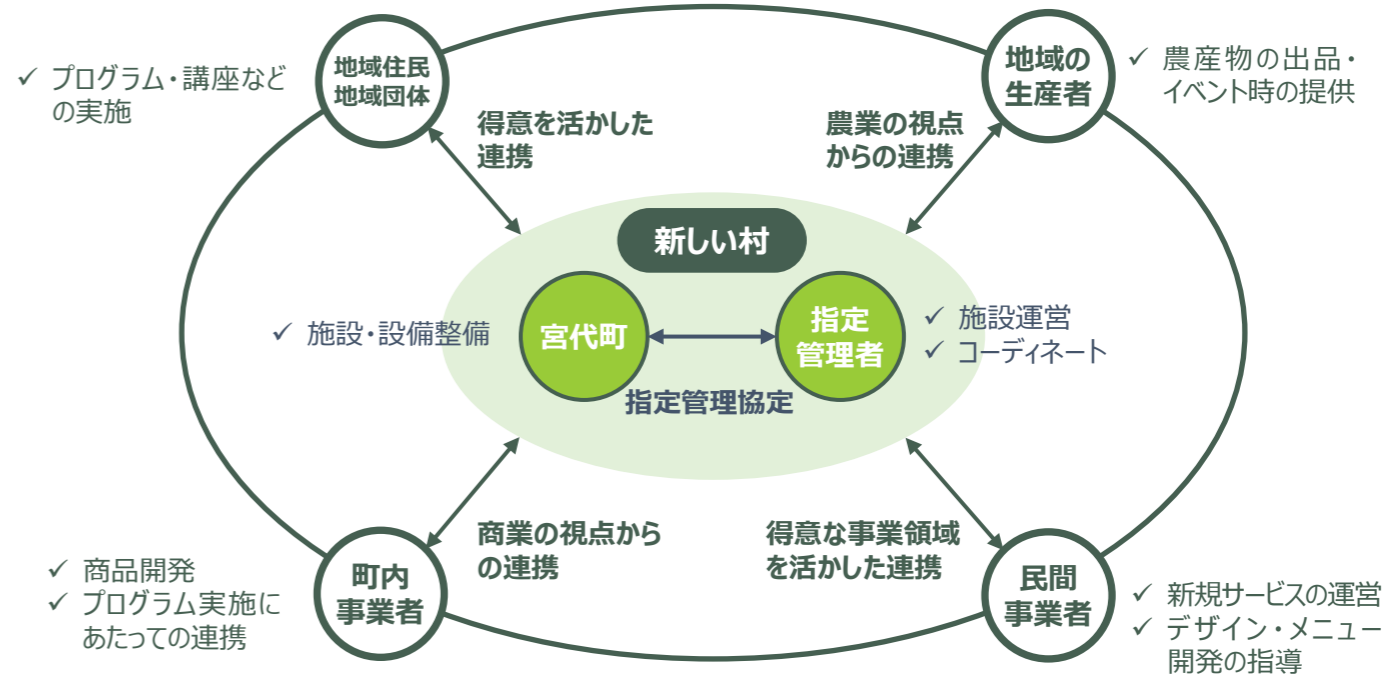 地域住民
地域団体
✓ プログラム・講座など
の実施
地域の
生産者
✓ 農産物の出品・
イベント時の提供
得意を活かした
連携
農業の視点
からの連携
新しい村
✓ 施設・設備整備
宮代町
指定
管理者
✓ 施設運営
✓ コーディネート
指定管理協定
商業の視点から
の連携
得意な事業領域
を活かした連携
✓ 商品開発
✓ プログラム実施に
あたっての連携
町内
事業者
民間
事業者
✓ 新規サービスの運営
✓ デザイン・メニュー
開発の指導